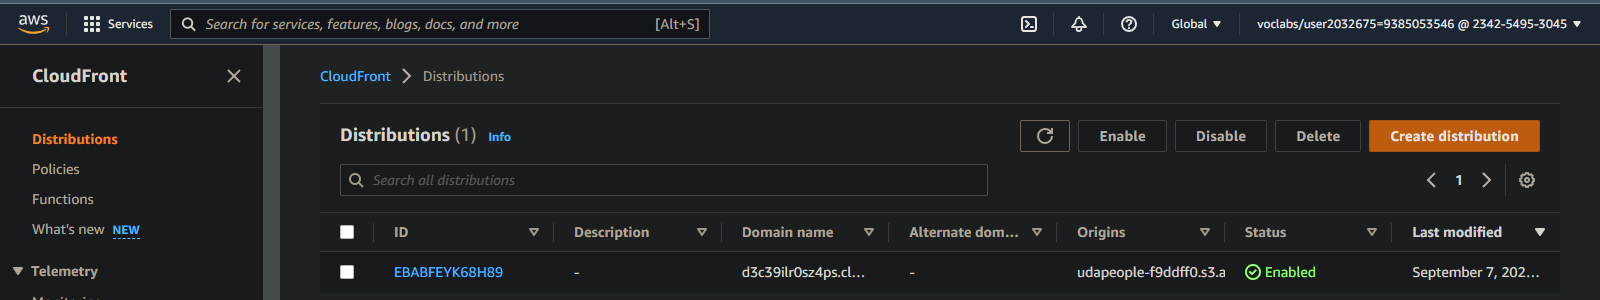 aws
Services
Search for services, features, blogs, docs, and more
[Alt+S]
Global
voclabs/user2032675=9385053546 @ 2342-5495-3045
CloudFront
Distributions
Policies
Functions
What's new NEW
Telemetry
CloudFront > Distributions
Distributions (1) Info
Enable
Disable
Delete
Create distribution
Search all distributions
1
ID Description Domain name Alternate dom... Origins Status Last modified
EBABFEYK68H89 - d3c39ilr0sz4ps.cl... - udapeople-f9ddff0.s3.a Enabled September 7, 202...